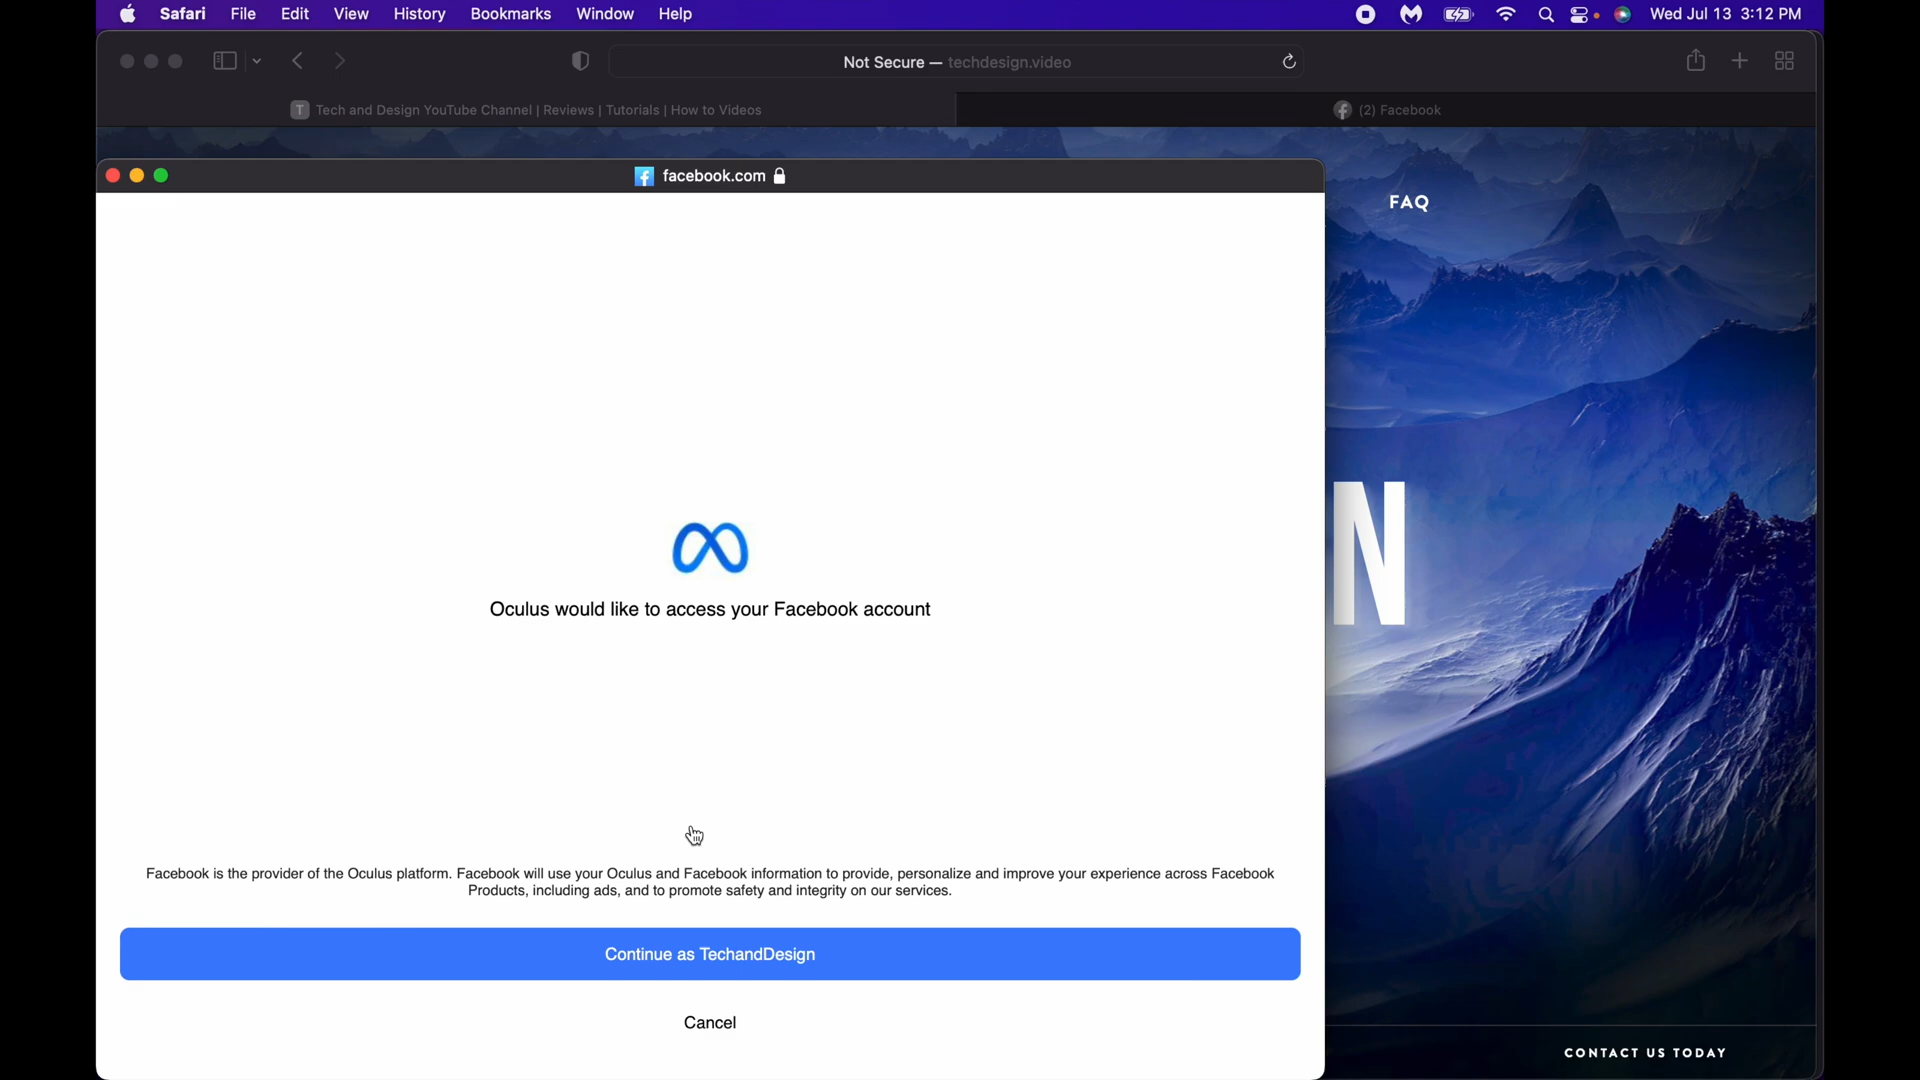 Safari File Edit View History Bookmarks Window Help Wed Jul 13 3:12 PM
Not Secure — techdesign.video
T Tech and Design YouTube Channel | Reviews | Tutorials | How to Videos
(2) Facebook
facebook.com
FAQ
N
Oculus would like to access your Facebook account
Facebook is the provider of the Oculus platform. Facebook will use your Oculus and Facebook information to provide, personalize and improve your experience across Facebook
Products, including ads, and to promote safety and integrity on our services.
Continue as TechandDesign
Cancel
CONTACT US TODAY